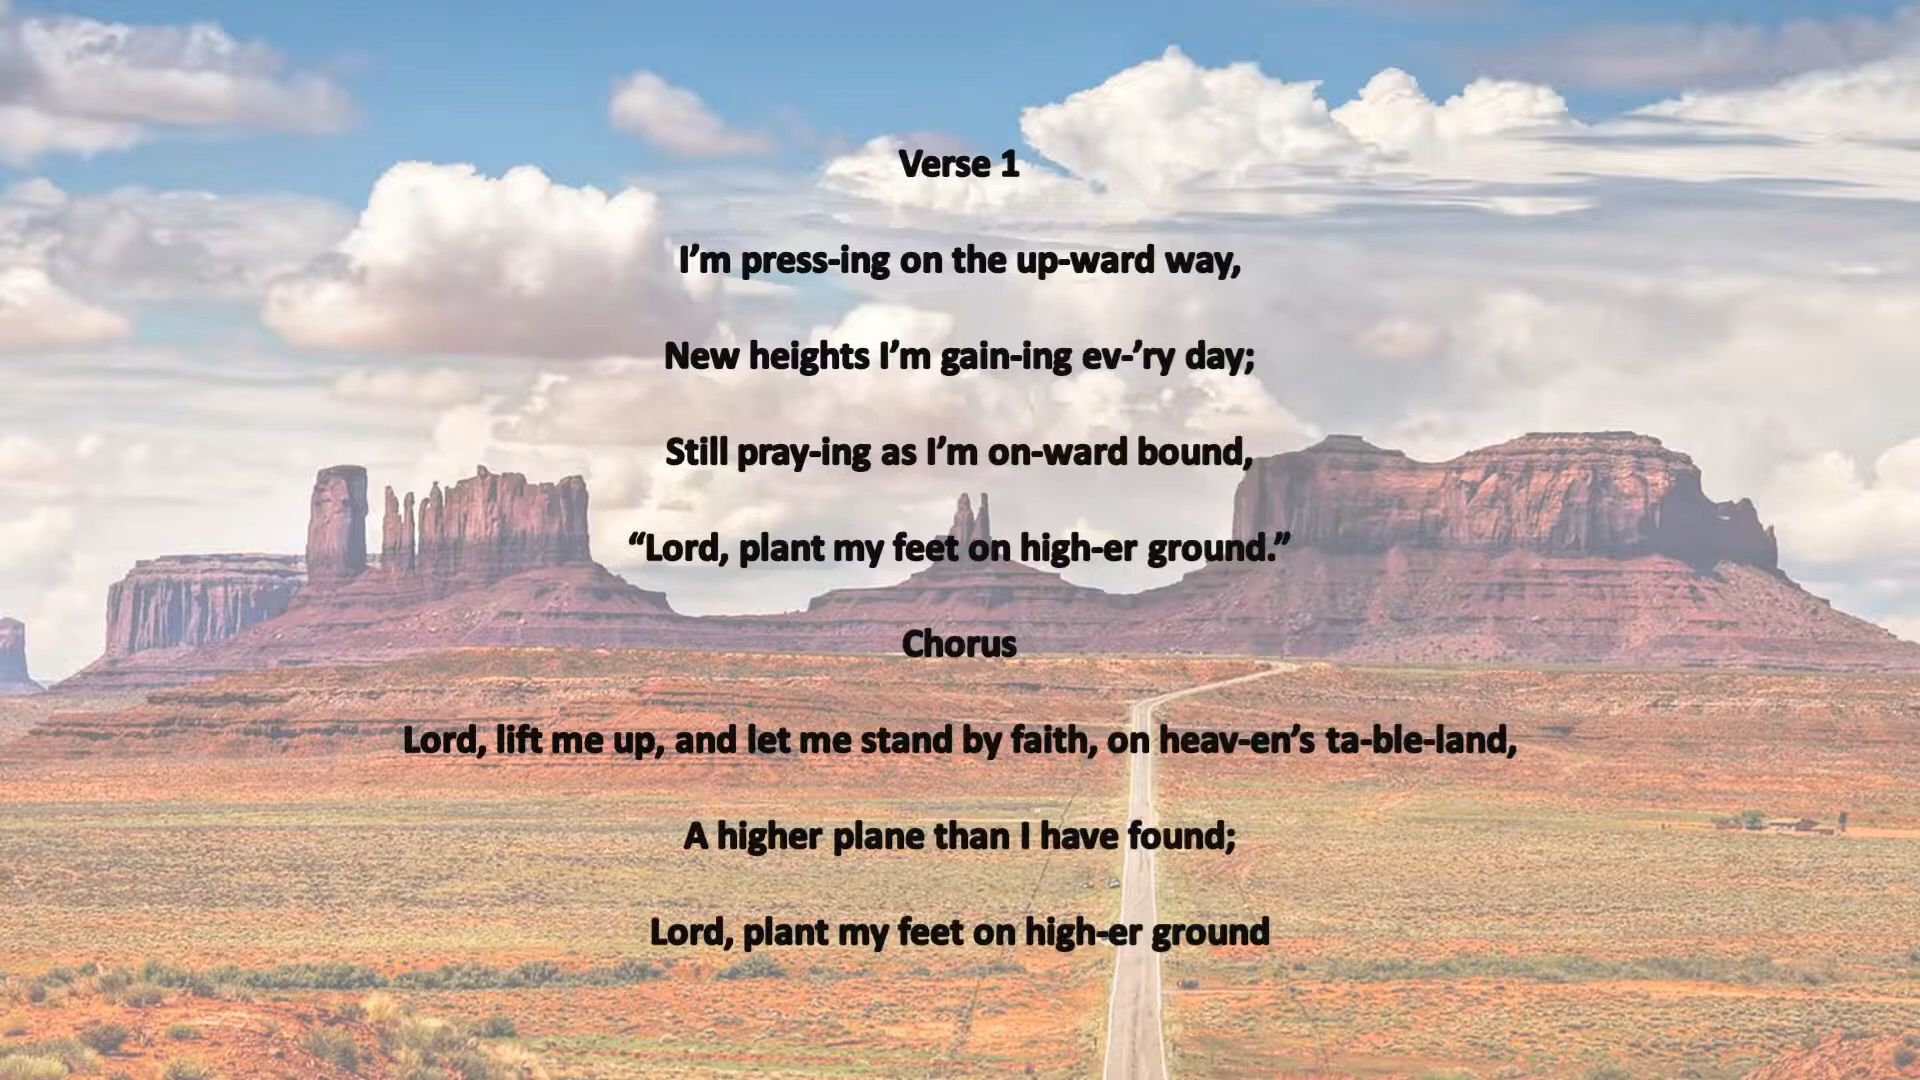 Verse 1
I’m press-ing on the up-ward way,
New heights I’m gain-ing ev-’ry day;
Still pray-ing as I’m on-ward bound,
“Lord, plant my feet on high-er ground.”
Chorus
Lord, lift me up, and let me stand by faith, on heav-en’s ta-ble-land,
A higher plane than I have found;
Lord, plant my feet on high-er ground